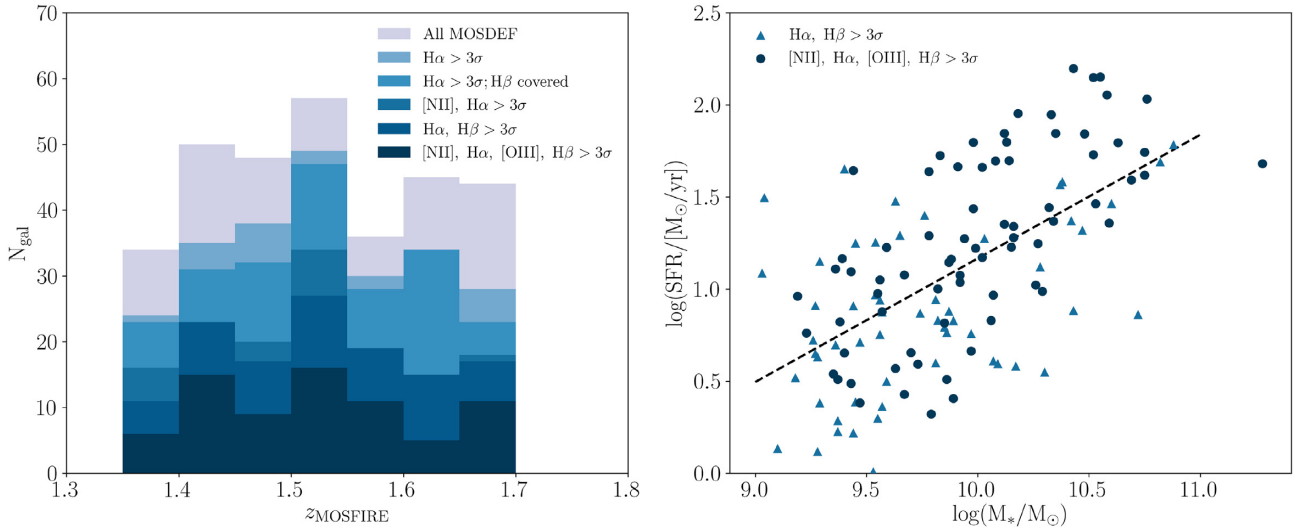 70
60
50
40
30
20
10
0
N_gal
1.3 1.4 1.5 1.6 1.7 1.8
z_MOSFIRE
All MOSDEF
Hα > 3σ
Hα > 3σ; Hβ covered
[NII], Hα > 3σ
Hα, Hβ > 3σ
[NII], Hα, [OIII], Hβ > 3σ
2.5
2.0
1.5
1.0
0.5
0.0
log(SFR/[M⊙/yr])
9.0 9.5 10.0 10.5 11.0
log(M*/M⊙)
Hα, Hβ > 3σ
[NII], Hα, [OIII], Hβ > 3σ